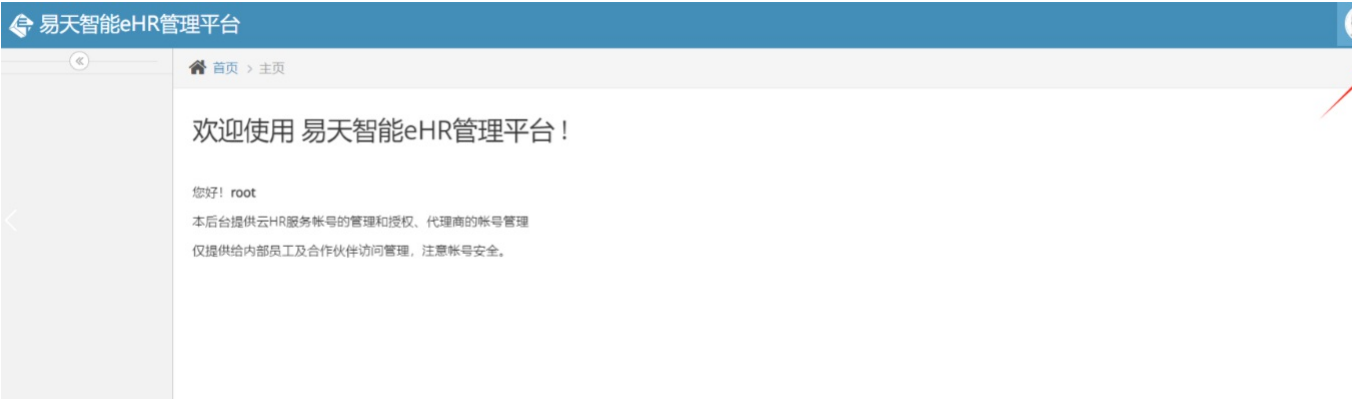 易天智能eHR管理平台
首页 > 主页
欢迎使用 易天智能eHR管理平台！
您好！root
本后台提供云HR服务帐号的管理和授权、代理商的帐号管理
仅提供给内部员工及合作伙伴访问管理，注意帐号安全。